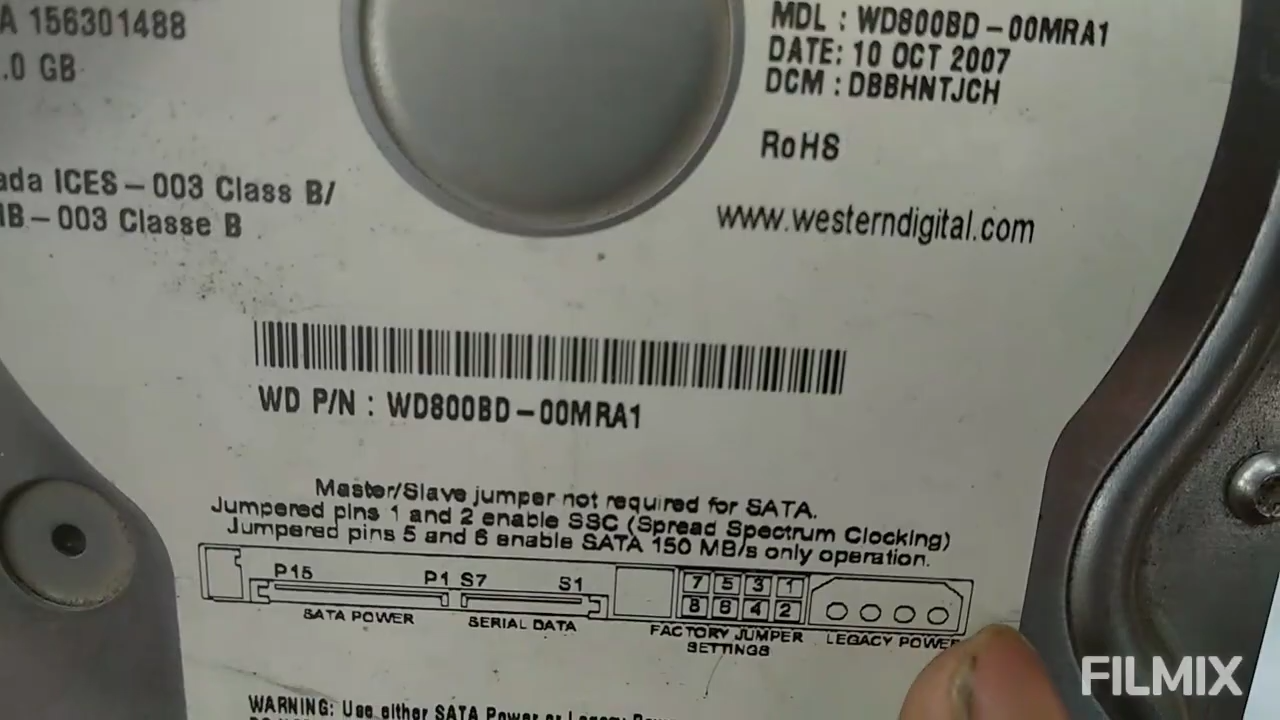 A 156301488
.0 GB
MDL : WD800BD-00MRA1
DATE: 10 OCT 2007
DCM : DBBHNTJCH
RoHS
ada ICES-003 Class B/
IB-003 Classe B
www.westerndigital.com
WD P/N : WD800BD-00MRA1
Master/Slave jumper not required for SATA.
Jumpered pins 1 and 2 enable SSC (Spread Spectrum Clocking)
Jumpered pins 5 and 6 enable SATA 150 MB/s only operation.
P15 P1 S7 S1
7 5 3 1
8 6 4 2
SATA POWER SERIAL DATA FACTORY JUMPER SETTINGS LEGACY POWER
WARNING: Use either SATA Power or Legacy Power
FILMIX